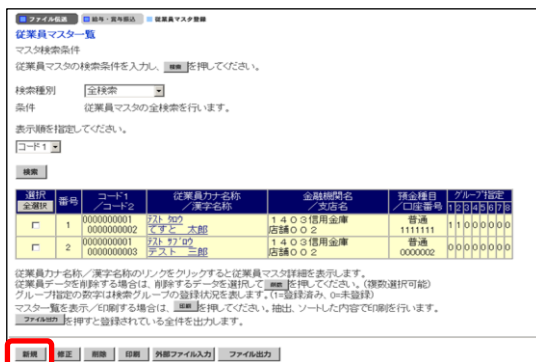 ファイル伝送 給与・賞与振込 従業員マスタ登録
従業員マスター覧
マスタ検索条件
従業員マスタの検索条件を入力し、 検索 を押してください。
検索種別 全検索
条件 従業員マスタの全検索を行います。
表示順を指定してください。
コード1
検索
選択 全選択 番号 コード1 /コード2 従業員カナ名称 /漢字名称 金融機関名 /支店名 預金種目 /口座番号 グループ指定 1 2 3 4 5 6 7 8
1 0000000001 ﾃｽﾄ ﾀﾛｳ 1403信用金庫 普通 1 1 0 0 0 0 0 0
0000000002 てすと 太郎 店舗002 1111111
2 0000000001 ﾃｽﾄ ｻﾌﾞﾛｳ 1403信用金庫 普通 0 0 0 0 0 0 0 0
0000000003 テスト 三郎 店舗002 0000002
従業員カナ名称/漢字名称のリンクをクリックすると従業員マスタ詳細を表示します。
従業員データを削除する場合は、削除するデータを選択して 削除 を押してください。(複数選択可能)
グループ指定の数字は検索グループの登録状況を表します。(1=登録済み、0=未登録)
マスタ一覧を表示/印刷する場合は、 印刷 を押してください。抽出、ソートした内容で印刷を行います。
ファイル出力 を押すと登録されている全件を出力します。
新規 修正 削除 印刷 外部ファイル入力 ファイル出力